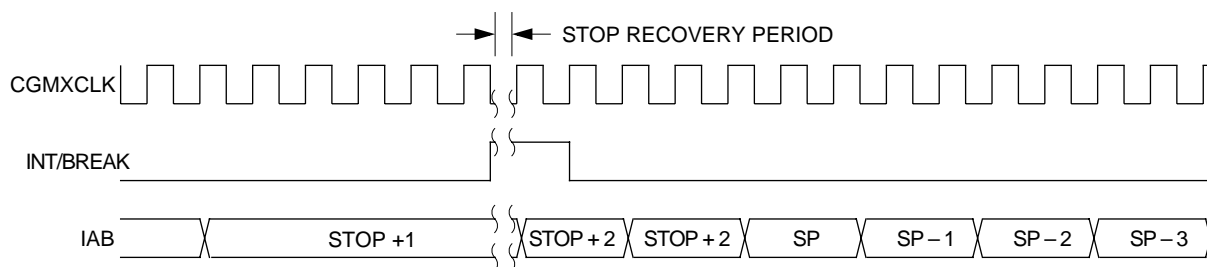 STOP RECOVERY PERIOD
CGMXCLK
INT/BREAK
IAB STOP +1 STOP + 2 STOP + 2 SP SP – 1 SP – 2 SP – 3